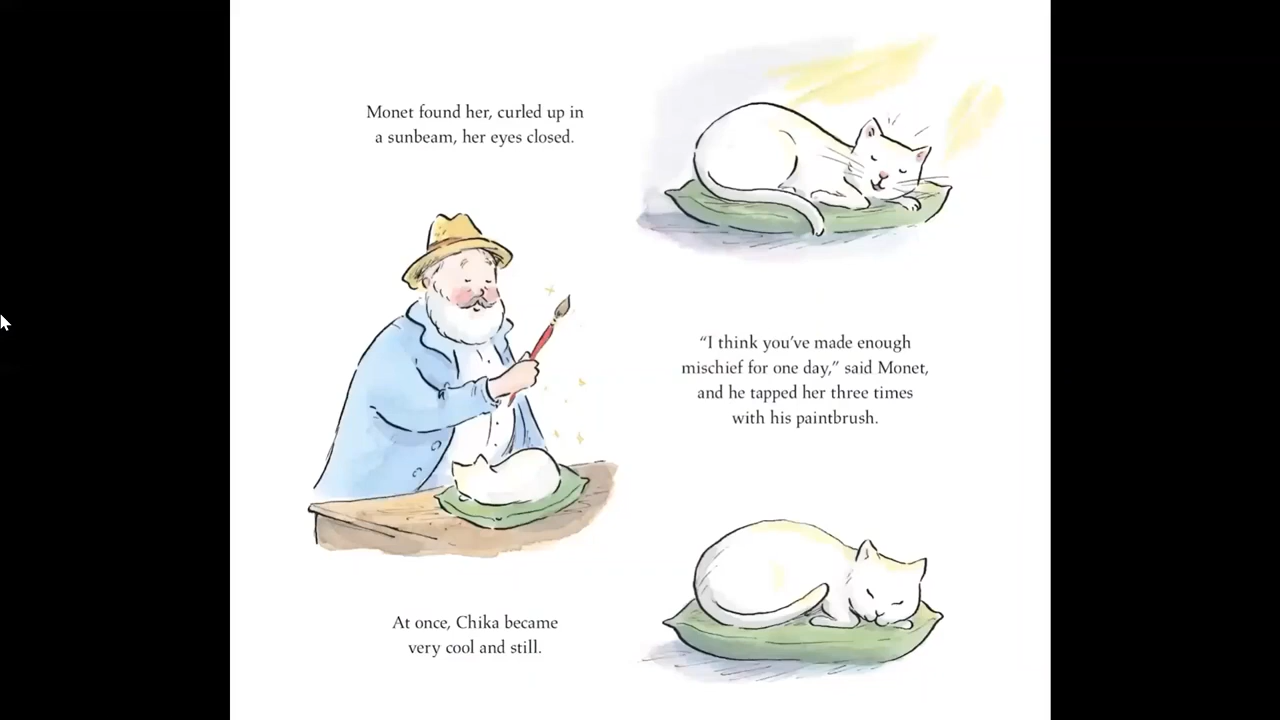 Monet found her, curled up in
a sunbeam, her eyes closed.
“I think you’ve made enough
mischief for one day,” said Monet,
and he tapped her three times
with his paintbrush.
At once, Chika became
very cool and still.